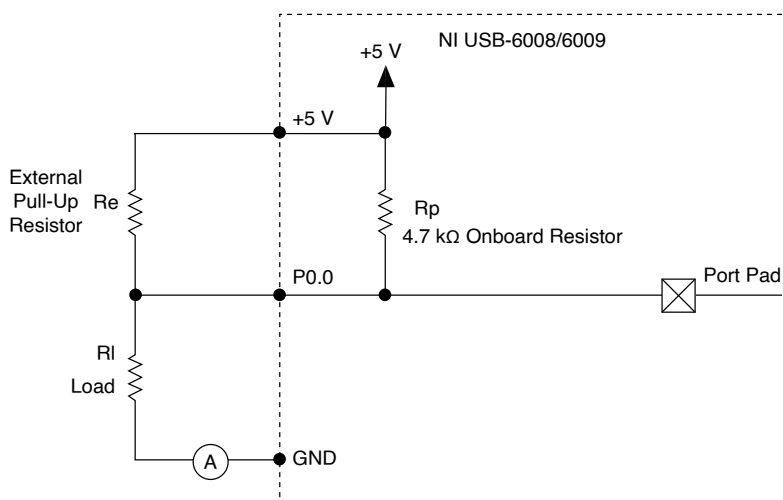 NI USB-6008/6009
+5 V
+5 V
External
Pull-Up
Resistor
Re
Rp
4.7 kΩ Onboard Resistor
P0.0
Port Pad
Rl
Load
A
GND